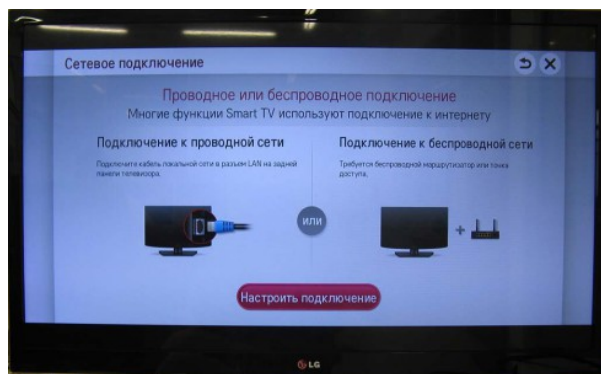 Сетевое подключение
Проводное или беспроводное подключение
Многие функции Smart TV используют подключение к интернету
Подключение к проводной сети
Подключите кабель локальной сети в разъем LAN на задней
панели телевизора.
Подключение к беспроводной сети
Требуется беспроводной маршрутизатор или точка
доступа.
или
Настроить подключение
LG